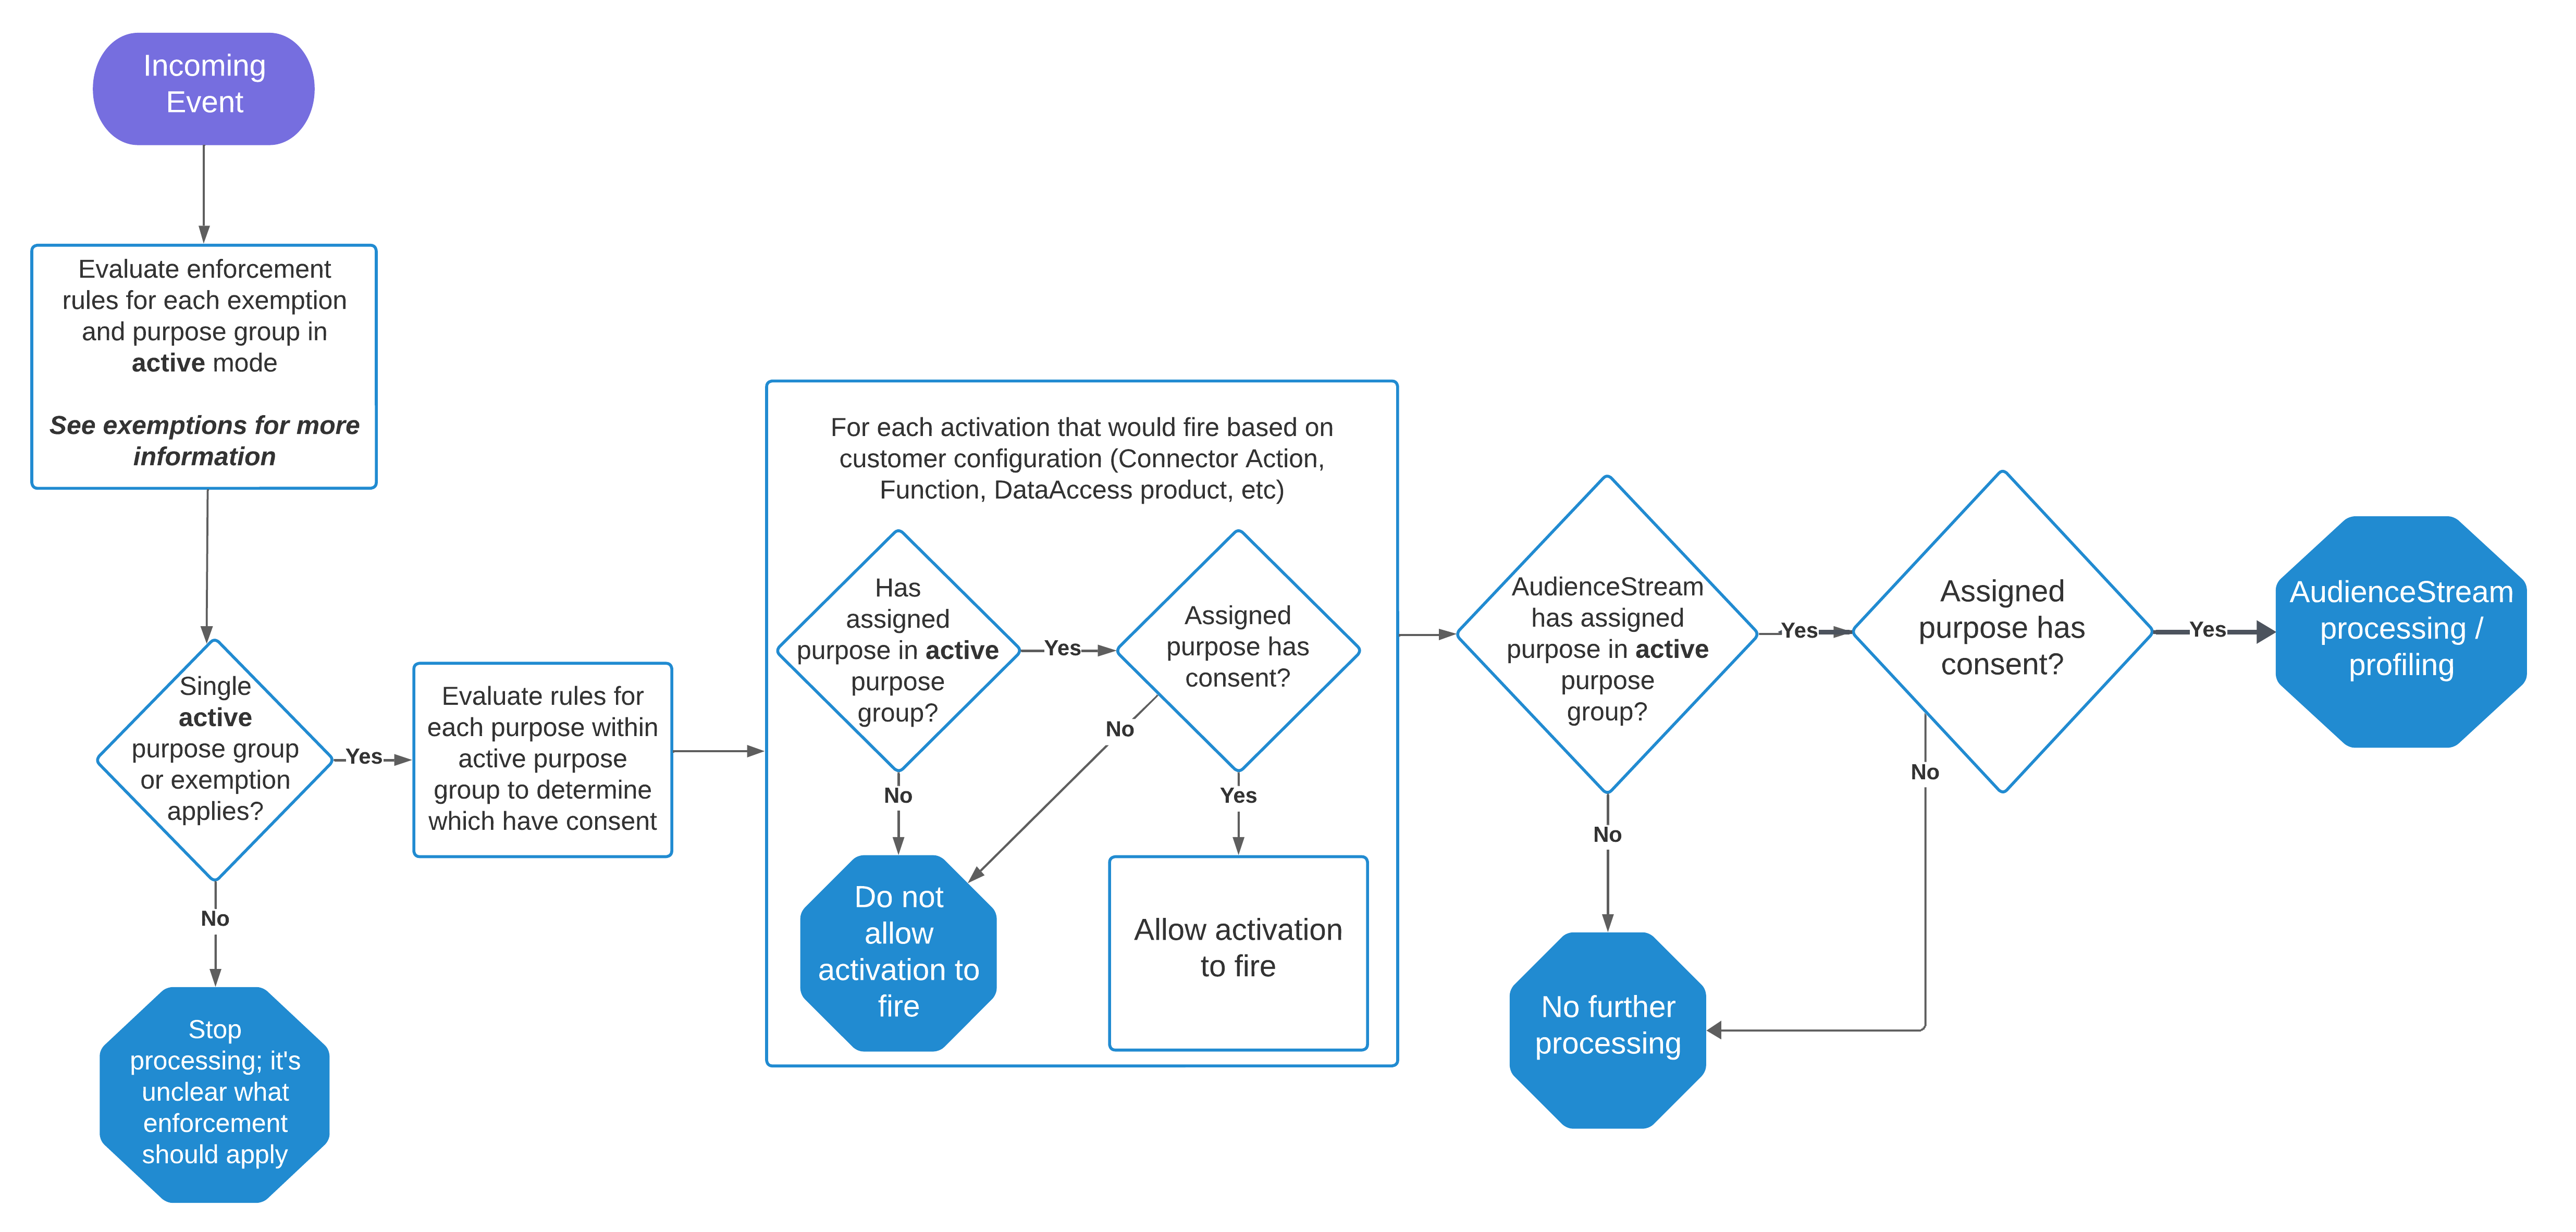 Incoming
Event
Evaluate enforcement
rules for each exemption
and purpose group in
active mode
See exemptions for more
information
Single
active
purpose group
or exemption
applies?
Yes
No
Stop
processing; it's
unclear what
enforcement
should apply
Evaluate rules for
each purpose within
active purpose
group to determine
which have consent
For each activation that would fire based on
customer configuration (Connector Action,
Function, DataAccess product, etc)
Has
assigned
purpose in active
purpose
group?
Yes
No
Assigned
purpose has
consent?
No
Yes
Do not
allow
activation to
fire
Allow activation
to fire
AudienceStream
has assigned
purpose in active
purpose
group?
Yes
No
Assigned
purpose has
consent?
Yes
No
No further
processing
AudienceStream
processing /
profiling